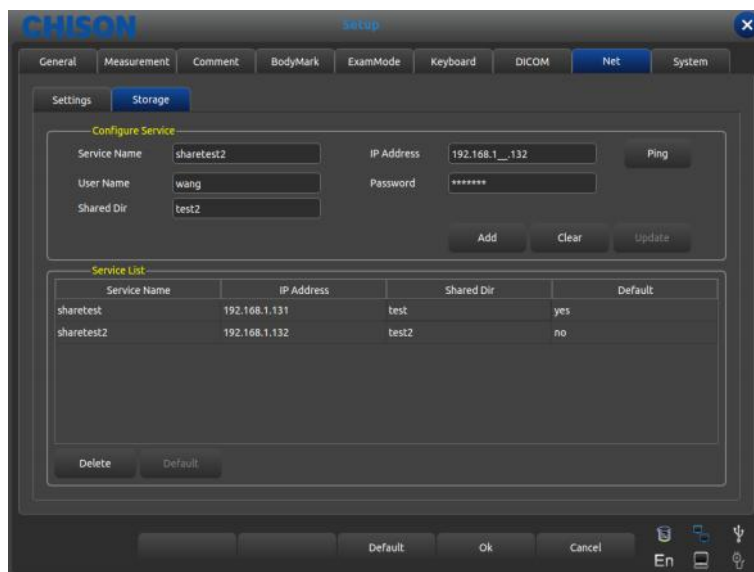 CHISON Setup
General Measurement Comment BodyMark ExamMode Keyboard DICOM Net System
Settings Storage
Configure Service
Service Name sharetest2 IP Address 192.168.1__.132 Ping
User Name wang Password *******
Shared Dir test2
Add Clear Update
Service List
Service Name IP Address Shared Dir Default
sharetest 192.168.1.131 test yes
sharetest2 192.168.1.132 test2 no
Delete Default
Default Ok Cancel
En